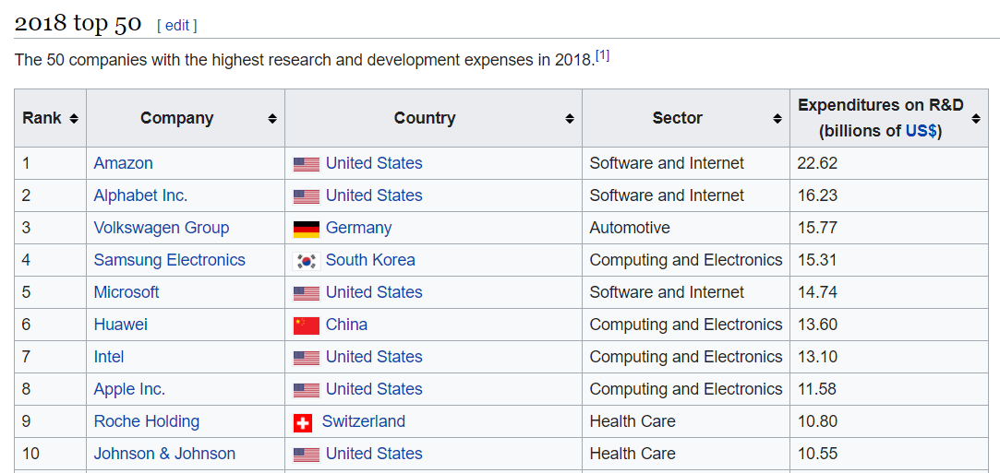 2018 top 50 [ edit ]
The 50 companies with the highest research and development expenses in 2018.[1]
Rank Company Country Sector Expenditures on R&D
(billions of US$)
1 Amazon United States Software and Internet 22.62
2 Alphabet Inc. United States Software and Internet 16.23
3 Volkswagen Group Germany Automotive 15.77
4 Samsung Electronics South Korea Computing and Electronics 15.31
5 Microsoft United States Software and Internet 14.74
6 Huawei China Computing and Electronics 13.60
7 Intel United States Computing and Electronics 13.10
8 Apple Inc. United States Computing and Electronics 11.58
9 Roche Holding Switzerland Health Care 10.80
10 Johnson & Johnson United States Health Care 10.55